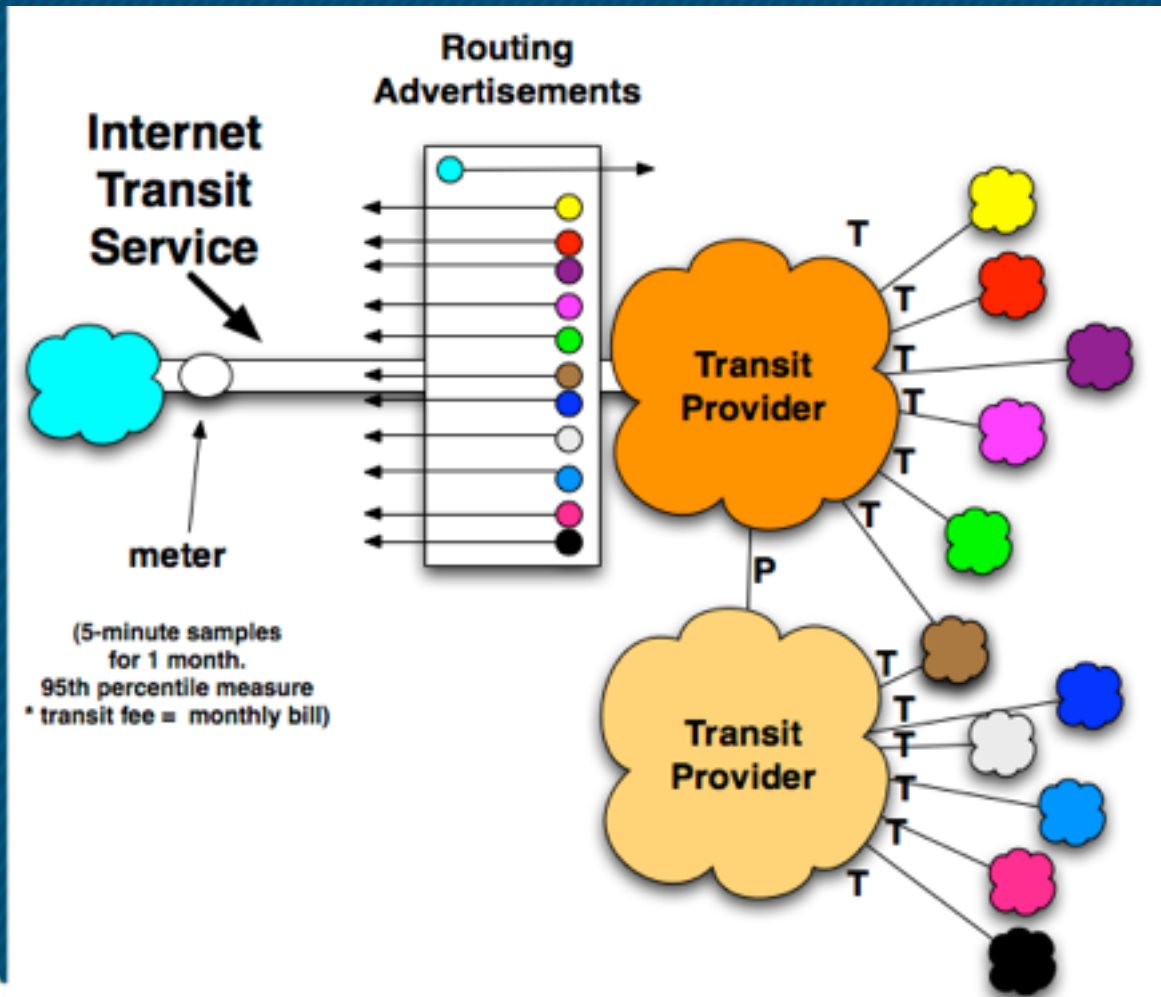 Routing
Advertisements
Internet
Transit
Service
meter
(5-minute samples
for 1 month.
95th percentile measure
* transit fee = monthly bill)
Transit
Provider
T
T
T
T
T
T
P
Transit
Provider
T
T
T
T
T
T